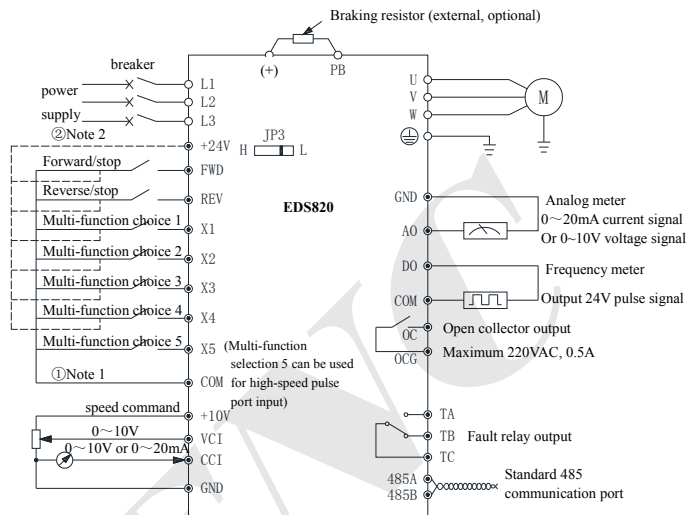 Braking resistor (external, optional)
breaker
(+)
PB
power
supply
②Note 2
L1
L2
L3
U
V
W
M
+24V
JP3
H
L
Forward/stop
FWD
Reverse/stop
REV
EDS820
Multi-function choice 1
X1
Multi-function choice 2
X2
Multi-function choice 3
X3
Multi-function choice 4
X4
Multi-function choice 5
X5
(Multi-function
selection 5 can be used
for high-speed pulse
port input)
①Note 1
COM
speed command
+10V
0～10V
VCI
0～10V or 0～20mA
CCI
GND
GND
Analog meter
0～20mA current signal
AO
Or 0~10V voltage signal
DO
Frequency meter
COM
Output 24V pulse signal
OC
Open collector output
OCG
Maximum 220VAC, 0.5A
TA
TB
Fault relay output
TC
485A
Standard 485
485B
communication port